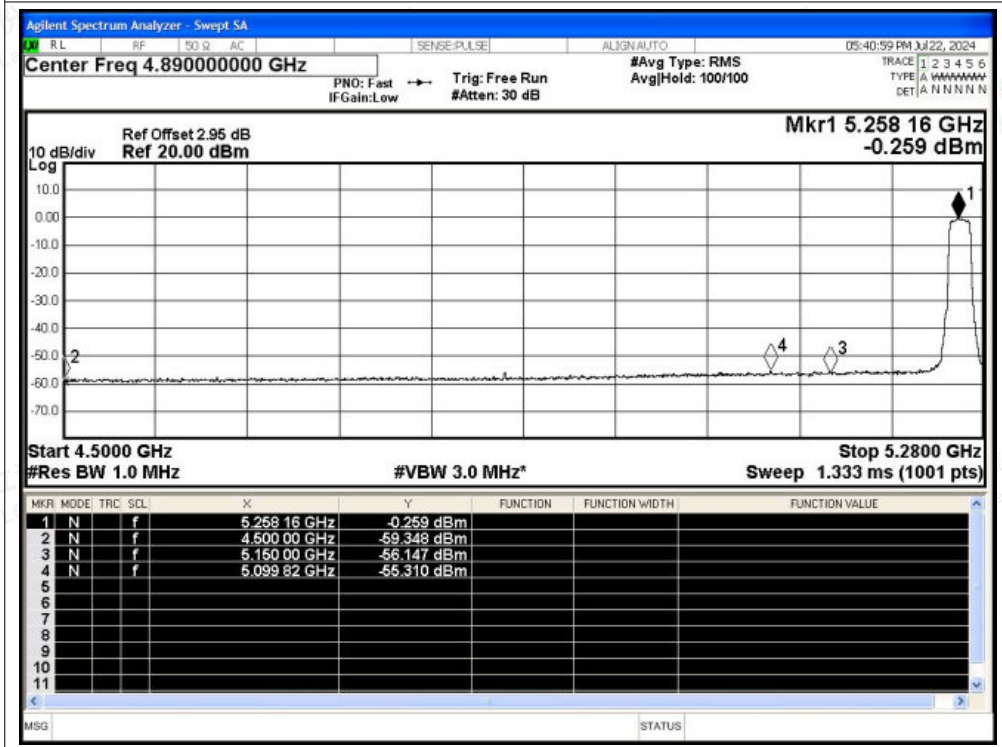 Agilent Spectrum Analyzer - Swept SA
LXI RL RF 50 Ω AC SENSE:PULSE ALIGN AUTO 05:40:59 PM Jul 22, 2024
Center Freq 4.890000000 GHz #Avg Type: RMS TRACE 1 2 3 4 5 6
PNO: Fast Trig: Free Run Avg|Hold: 100/100 TYPE A WWWWW
IFGain:Low #Atten: 30 dB DET A N N N N N
Mkr1 5.258 16 GHz
Ref Offset 2.95 dB
10 dB/div Ref 20.00 dBm -0.259 dBm
Log
10.0
1
0.00
-10.0
-20.0
-30.0
-40.0
4 3
-50.0 2
-60.0
-70.0
Start 4.5000 GHz Stop 5.2800 GHz
#Res BW 1.0 MHz #VBW 3.0 MHz* Sweep 1.333 ms (1001 pts)
MKR MODE TRC SCL X Y FUNCTION FUNCTION WIDTH FUNCTION VALUE
1 N f 5.258 16 GHz -0.259 dBm
2 N f 4.500 00 GHz -59.348 dBm
3 N f 5.150 00 GHz -56.147 dBm
4 N f 5.099 82 GHz -55.310 dBm
5
6
7
8
9
10
11
MSG STATUS